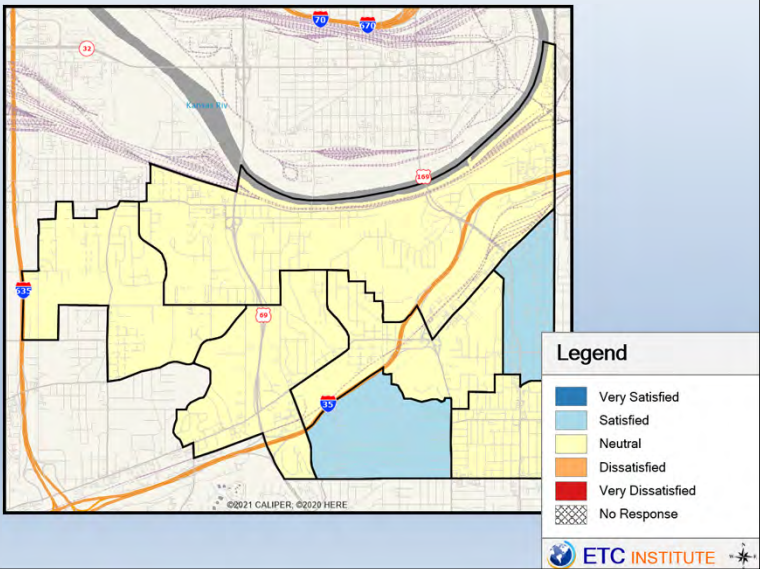 70
670
32
Kansas Riv
169
635
69
35
©2021 CALIPER, ©2020 HERE
Legend
Very Satisfied
Satisfied
Neutral
Dissatisfied
Very Dissatisfied
No Response
ETC INSTITUTE